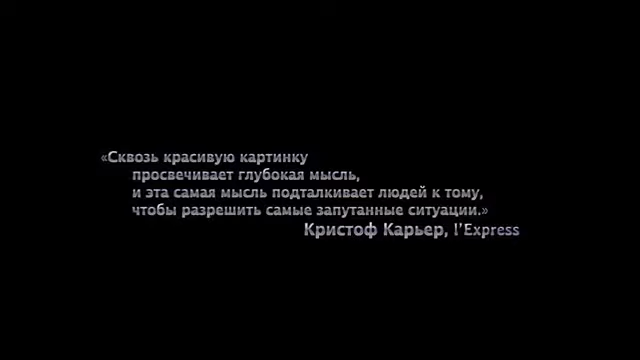 «Сквозь красивую картинку
просвечивает глубокая мысль,
и эта самая мысль подталкивает людей к тому,
чтобы разрешить самые запутанные ситуации.»
Кристоф Карьер, l'Express